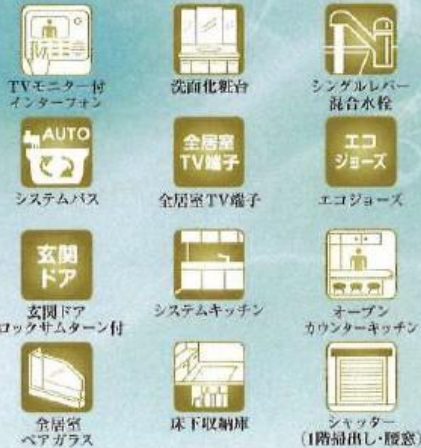 TVモニター付
インターフォン
洗面化粧台
シングルレバー
混合水栓
AUTO
システムバス
全居室
TV端子
全居室TV端子
エコ
ジョーズ
エコジョーズ
玄関
ドア
玄関ドア
ロックサムターン付
システムキッチン
オープン
カウンターキッチン
全居室
ペアガラス
床下収納庫
シャッター
(1階掃出し・腰窓)